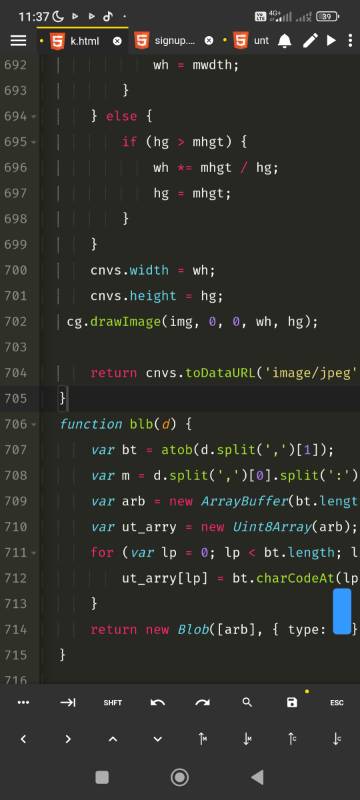 11:37
4G+
Vo LTE
39
k.html
signup....
unt
692 wh = mwdth;
693 }
694 } else {
695 if (hg > mhgt) {
696 wh *= mhgt / hg;
697 hg = mhgt;
698 }
699 }
700 cnvs.width = wh;
701 cnvs.height = hg;
702 cg.drawImage(img, 0, 0, wh, hg);
703
704 return cnvs.toDataURL('image/jpeg'
705 }
706 function blb(d) {
707 var bt = atob(d.split(',')[1]);
708 var m = d.split(',')[0].split(':')
709 var arb = new ArrayBuffer(bt.lengt
710 var ut_arry = new Uint8Array(arb);
711 for (var lp = 0; lp < bt.length; l
712 ut_arry[lp] = bt.charCodeAt(lp
713 }
714 return new Blob([arb], { type: }
715 }
716
SHFT
ESC
M
M
C
C